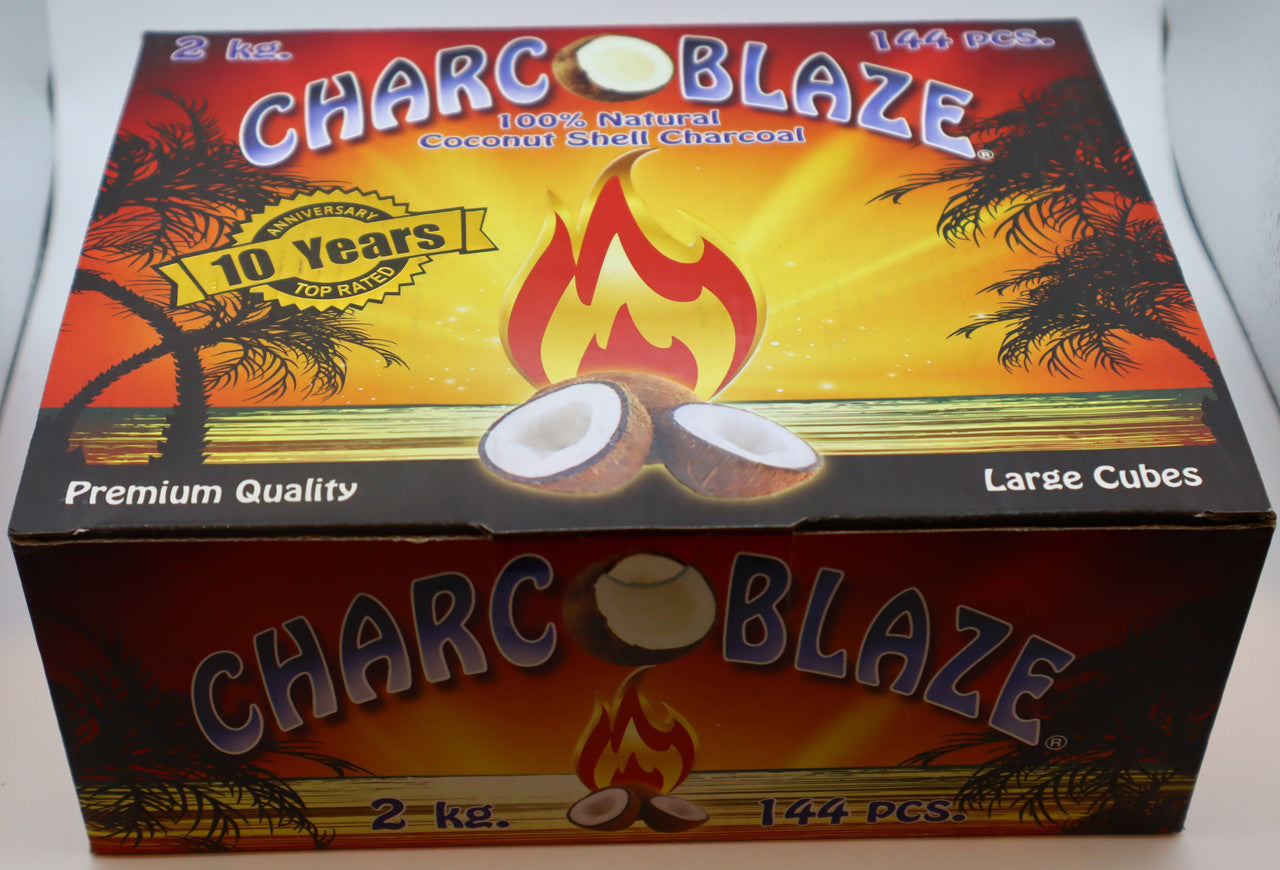 2 kg.
144 PCS.
CHARCOBLAZE®
100% Natural
Coconut Shell Charcoal
ANNIVERSARY
10 Years
TOP RATED
Premium Quality
Large Cubes
CHARCOBLAZE®
2 kg.
144 PCS.